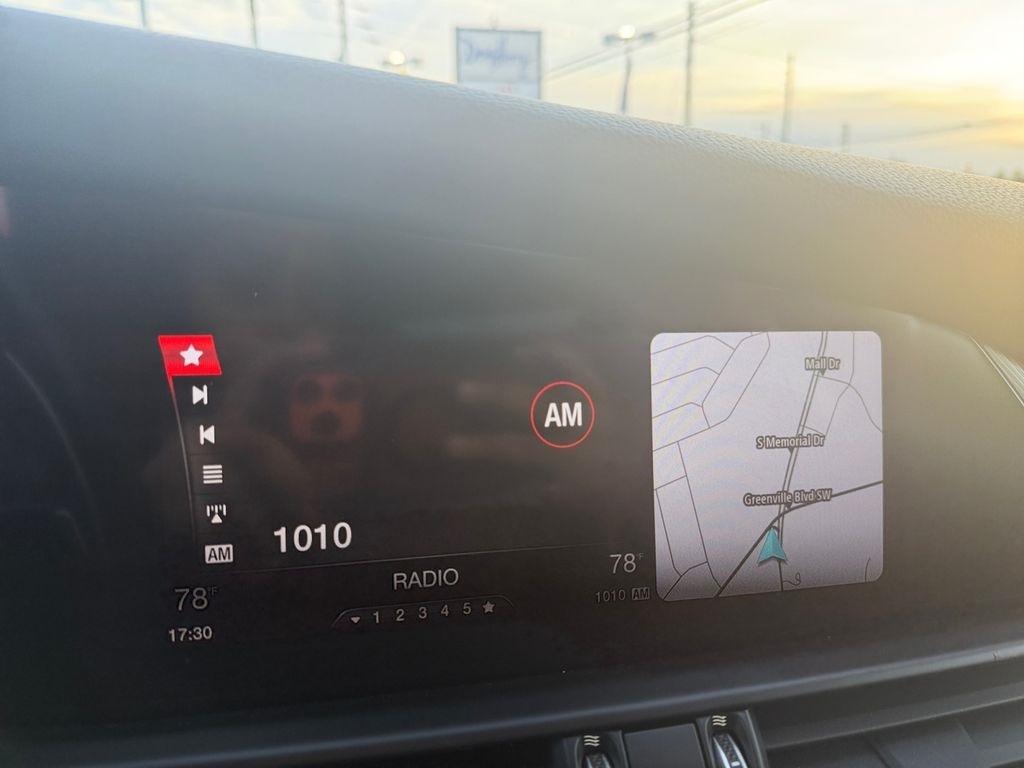 AM
Mall Dr
S Memorial Dr
Greenville Blvd SW
1010
AM
RADIO
78°F
78°F
1 2 3 4 5
1010 AM
17:30